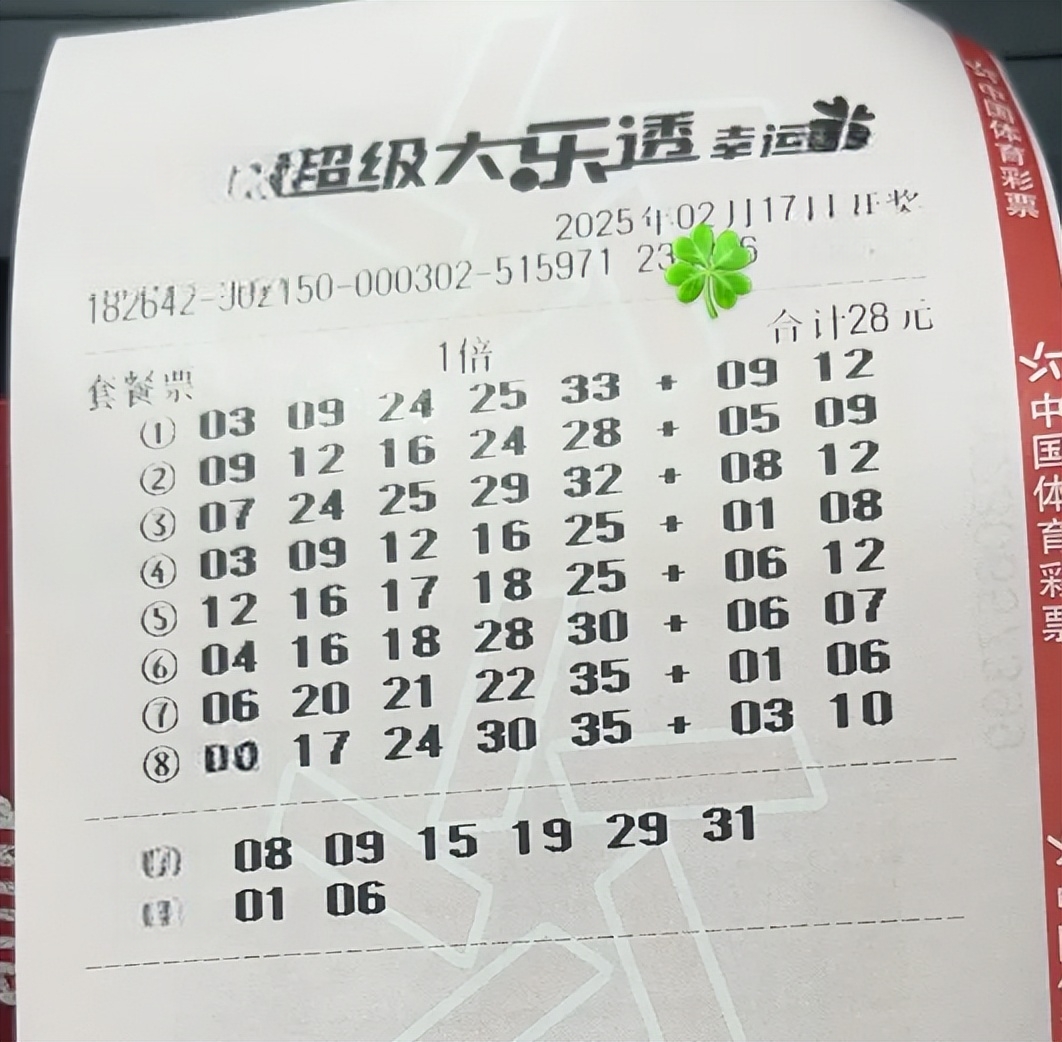 超级大乐透 幸运
2025年02月17日开奖
182642-302150-000302-515971 23 6
合计28元
套餐票 1倍
① 03 09 24 25 33 + 09 12
② 09 12 16 24 28 + 05 09
③ 07 24 25 29 32 + 08 12
④ 03 09 12 16 25 + 01 08
⑤ 12 16 17 18 25 + 06 12
⑥ 04 16 18 28 30 + 06 07
⑦ 06 20 21 22 35 + 01 06
⑧ 17 24 30 35 + 03 10
08 09 15 19 29 31
01 06
中国体育彩票
中国体育彩票